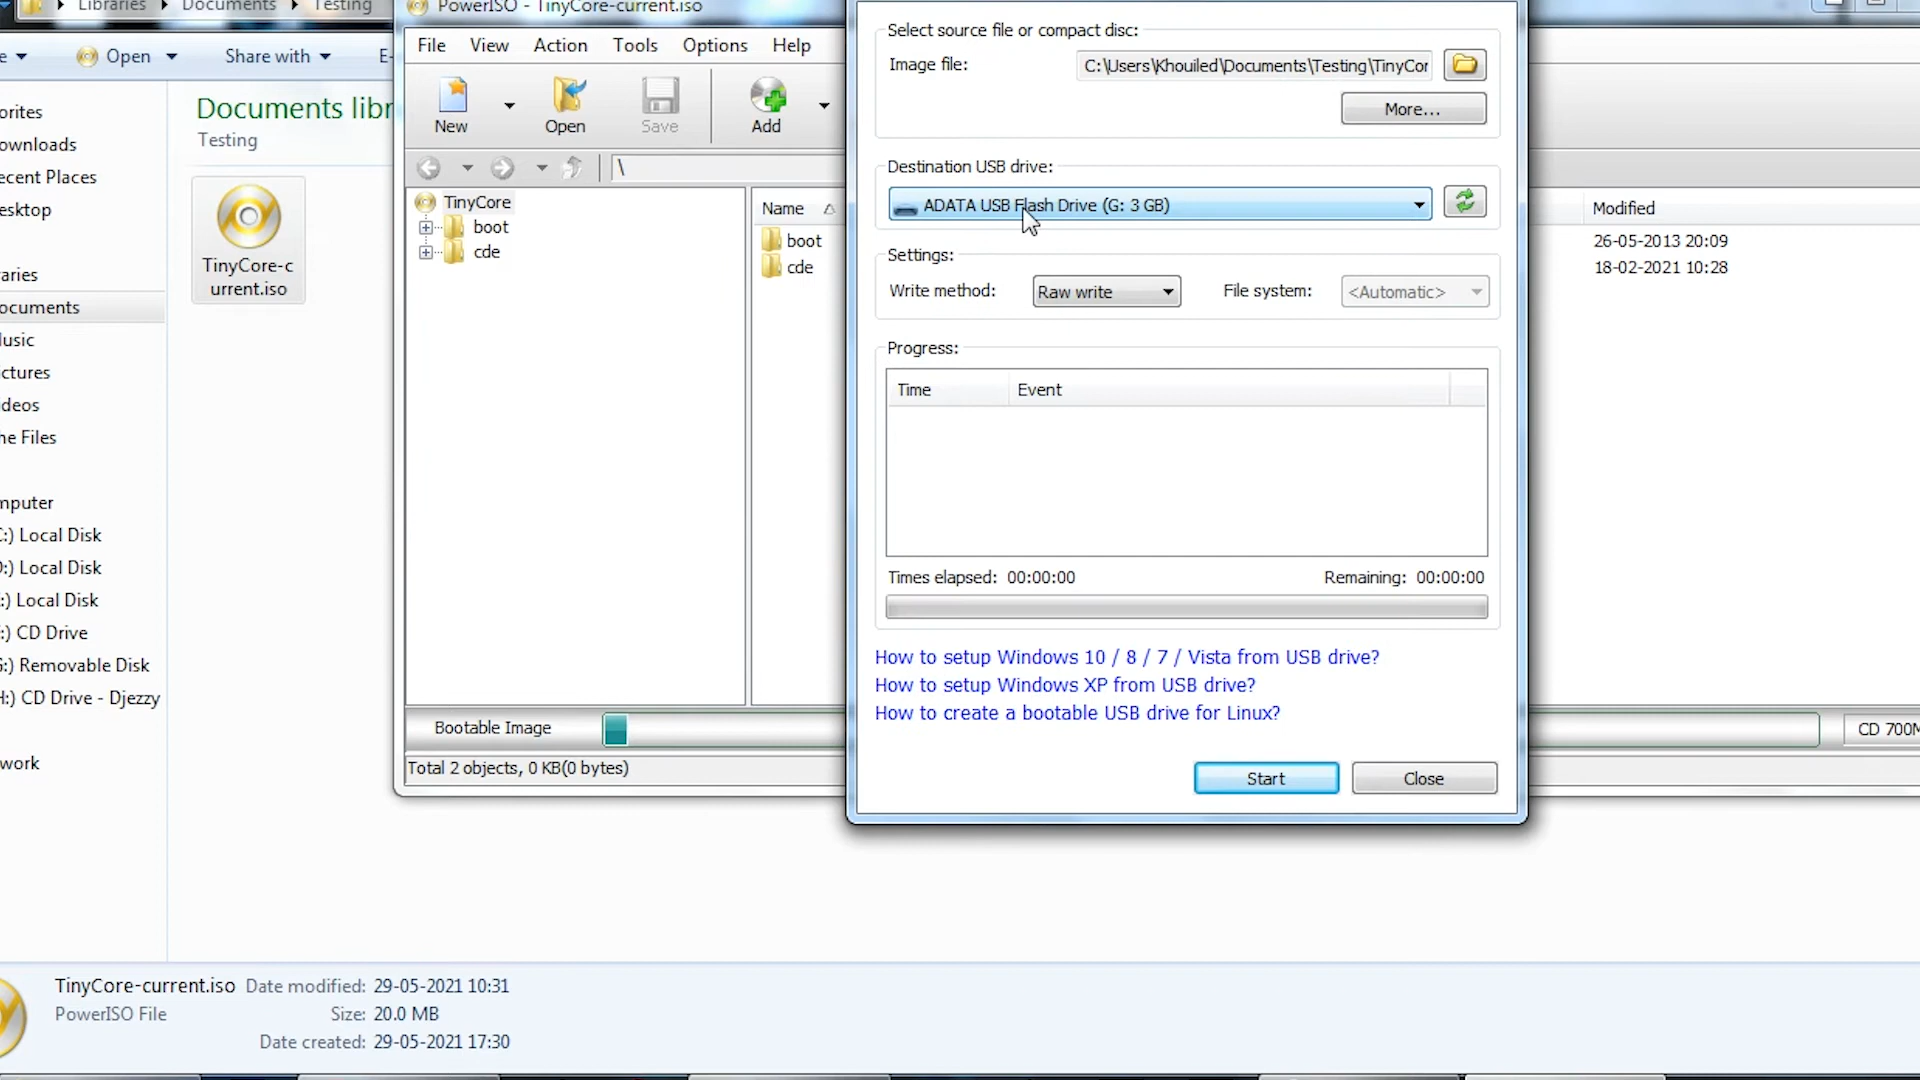 Libraries Documents Testing
Open
Share with
E-
orites
ownloads
ecent Places
esktop
raries
ocuments
usic
ctures
deos
he Files
mputer
C:) Local Disk
:) Local Disk
:) Local Disk
:) CD Drive
:) Removable Disk
H:) CD Drive - Djezzy
work
Documents libr
Testing
TinyCore-c
urrent.iso
PowerISO - TinyCore-current.iso
File View Action Tools Options Help
New
Open
Save
Add
\
TinyCore
boot
cde
Name
boot
cde
Modified
26-05-2013 20:09
18-02-2021 10:28
Bootable Image
CD 700M
Total 2 objects, 0 KB(0 bytes)
Select source file or compact disc:
Image file: C:\Users\Khouiled\Documents\Testing\TinyCor
More...
Destination USB drive:
ADATA USB Flash Drive (G: 3 GB)
Settings:
Write method: Raw write File system: <Automatic>
Progress:
Time Event
Times elapsed: 00:00:00 Remaining: 00:00:00
How to setup Windows 10 / 8 / 7 / Vista from USB drive?
How to setup Windows XP from USB drive?
How to create a bootable USB drive for Linux?
Start Close
TinyCore-current.iso Date modified: 29-05-2021 10:31
PowerISO File Size: 20.0 MB
Date created: 29-05-2021 17:30